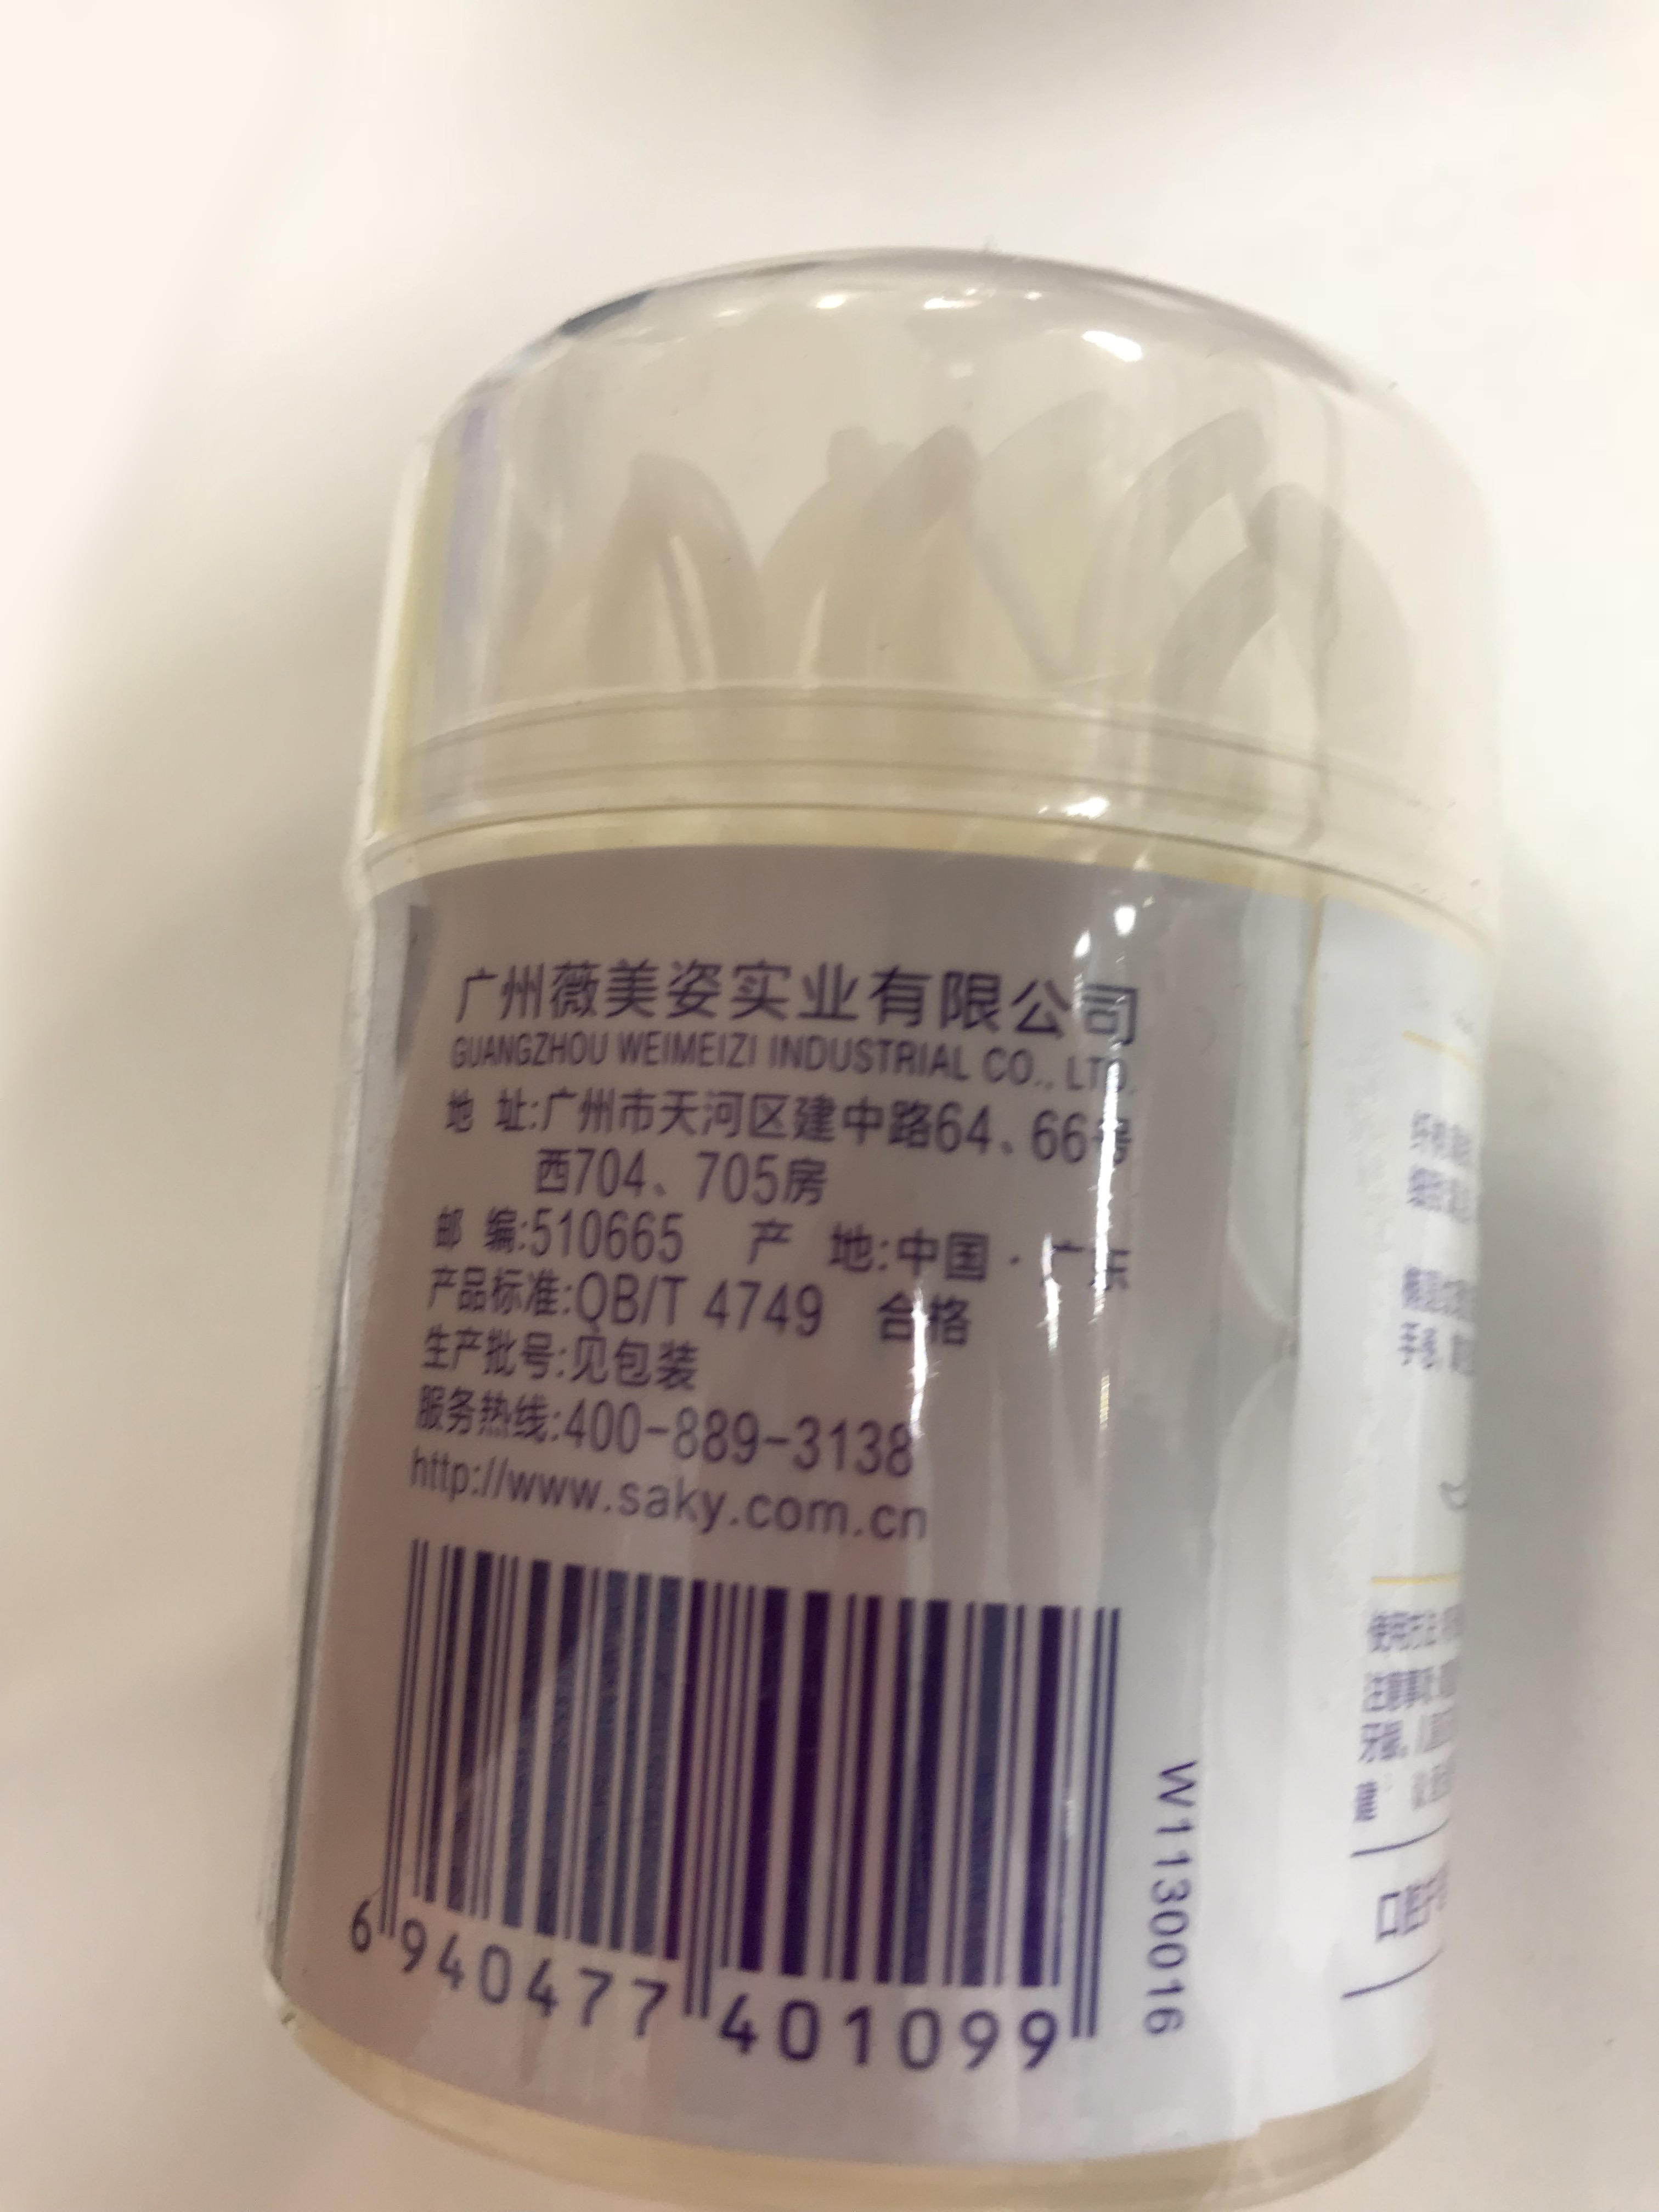 广州薇美姿实业有限公司
GUANGZHOU WEIMEIZI INDUSTRIAL CO., LTD.
地 址:广州市天河区建中路64、66号
西704、705房
邮 编:510665 产 地:中国·广东
产品标准:QB/T 4749 合格
生产批号:见包装
服务热线:400-889-3138
http://www.saky.com.cn
6 940477 401099
W1130016